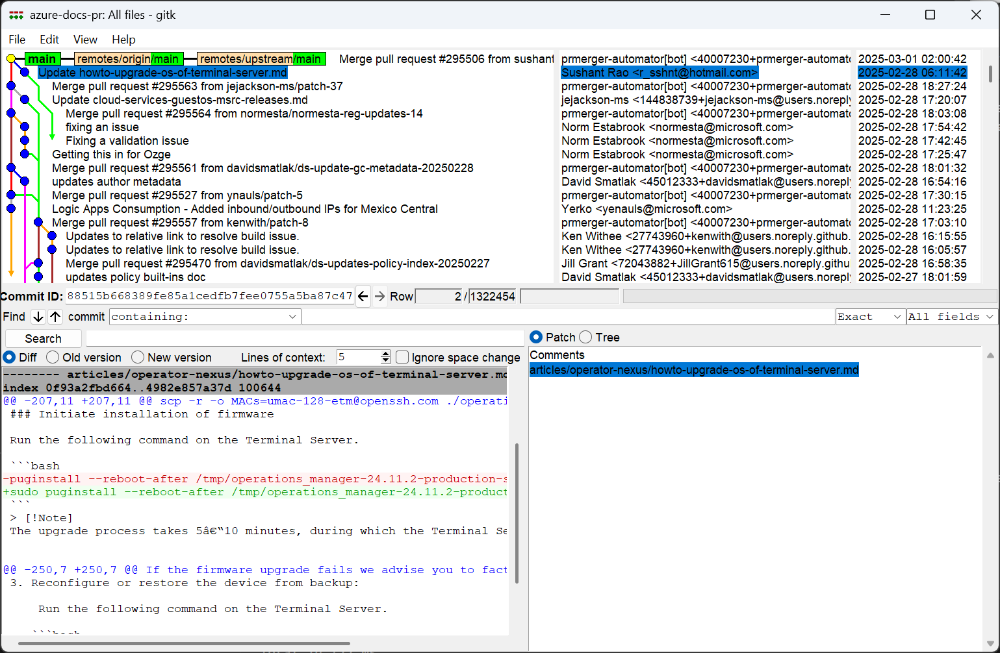 azure-docs-pr: All files - gitk
File Edit View Help
main remotes/origin/main remotes/upstream/main Merge pull request #295506 from sushant prmerger-automator[bot] <40007230+prmerger-automat 2025-03-01 02:00:42
Update howto-upgrade-os-of-terminal-server.md Sushant Rao <r_sshnt@hotmail.com> 2025-02-28 06:11:42
Merge pull request #295563 from jejackson-ms/patch-37 prmerger-automator[bot] <40007230+prmerger-automat 2025-02-28 18:27:24
Update cloud-services-guestos-msrc-releases.md jejackson-ms <144838739+jejackson-ms@users.noreply 2025-02-28 17:20:07
Merge pull request #295564 from normesta/normesta-reg-updates-14 prmerger-automator[bot] <40007230+prmerger-automat 2025-02-28 18:03:08
fixing an issue Norm Estabrook <normesta@microsoft.com> 2025-02-28 17:54:42
Fixing a validation issue Norm Estabrook <normesta@microsoft.com> 2025-02-28 17:42:45
Getting this in for Ozge Norm Estabrook <normesta@microsoft.com> 2025-02-28 17:25:47
Merge pull request #295561 from davidsmatlak/ds-update-gc-metadata-20250228 prmerger-automator[bot] <40007230+prmerger-automat 2025-02-28 18:01:32
updates author metadata David Smatlak <45012333+davidsmatlak@users.noreply 2025-02-28 16:54:16
Merge pull request #295527 from ynauls/patch-5 prmerger-automator[bot] <40007230+prmerger-automat 2025-02-28 17:30:15
Logic Apps Consumption - Added inbound/outbound IPs for Mexico Central Yerko <yenauls@microsoft.com> 2025-02-28 11:23:25
Merge pull request #295557 from kenwith/patch-8 prmerger-automator[bot] <40007230+prmerger-automat 2025-02-28 17:03:10
Updates to relative link to resolve build issue. Ken Withee <27743960+kenwith@users.noreply.github. 2025-02-28 16:15:55
Updates to relative link to resolve build issue. Ken Withee <27743960+kenwith@users.noreply.github. 2025-02-28 16:05:57
Merge pull request #295470 from davidsmatlak/ds-updates-policy-index-20250227 Jill Grant <72043882+JillGrant615@users.noreply.githu 2025-02-28 16:58:35
updates policy built-ins doc David Smatlak <45012333+davidsmatlak@users.noreply 2025-02-27 18:01:59
Commit ID: 88515b668389fe85a1cedfb7fee0755a5ba87c47 Row 2 / 1322454
Find commit containing: Exact All fields
Search Patch Tree
Diff Old version New version Lines of context: 5 Ignore space change
Comments
articles/operator-nexus/howto-upgrade-os-of-terminal-server.md
-------- articles/operator-nexus/howto-upgrade-os-of-terminal-server.md
index 0f93a2fbd664..4982e857a37d 100644
@@ -207,11 +207,11 @@ scp -r -o MACs=umac-128-etm@openssh.com ./operati
### Initiate installation of firmware
Run the following command on the Terminal Server.
```bash
-puginstall --reboot-after /tmp/operations_manager-24.11.2-production-s
+sudo puginstall --reboot-after /tmp/operations_manager-24.11.2-product
```
> [!Note]
The upgrade process takes 5â€“10 minutes, during which the Terminal Se
@@ -250,7 +250,7 @@ If the firmware upgrade fails we advise you to fact
3. Reconfigure or restore the device from backup:
Run the following command on the Terminal Server.
```bash